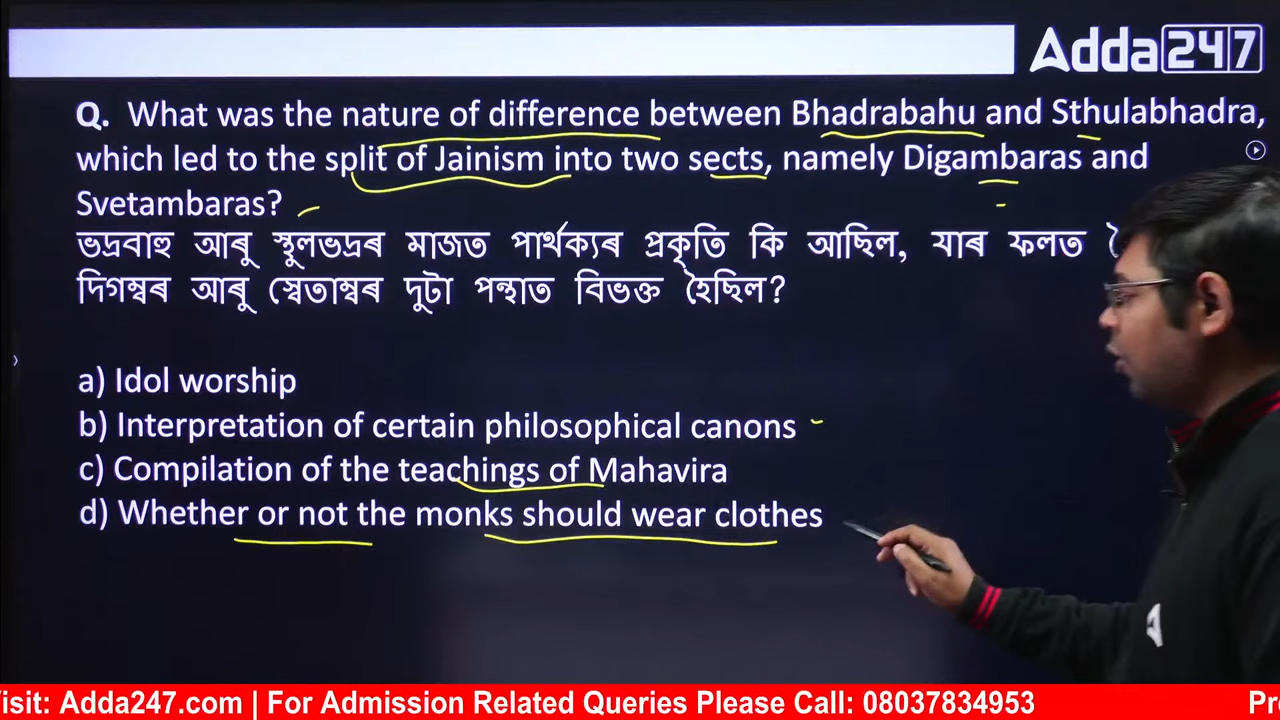 Adda247
Q. What was the nature of difference between Bhadrabahu and Sthulabhadra,
which led to the split of Jainism into two sects, namely Digambaras and
Svetambaras?
ভদ্রবাহু আৰু স্থুলভদ্ৰৰ মাজত পাৰ্থক্যৰ প্ৰকৃতি কি আছিল, যাৰ ফলত
দিগম্বৰ আৰু স্বেতাম্বৰ দুটা পন্থাত বিভক্ত হৈছিল?
a) Idol worship
b) Interpretation of certain philosophical canons
c) Compilation of the teachings of Mahavira
d) Whether or not the monks should wear clothes
Visit: Adda247.com | For Admission Related Queries Please Call: 08037834953